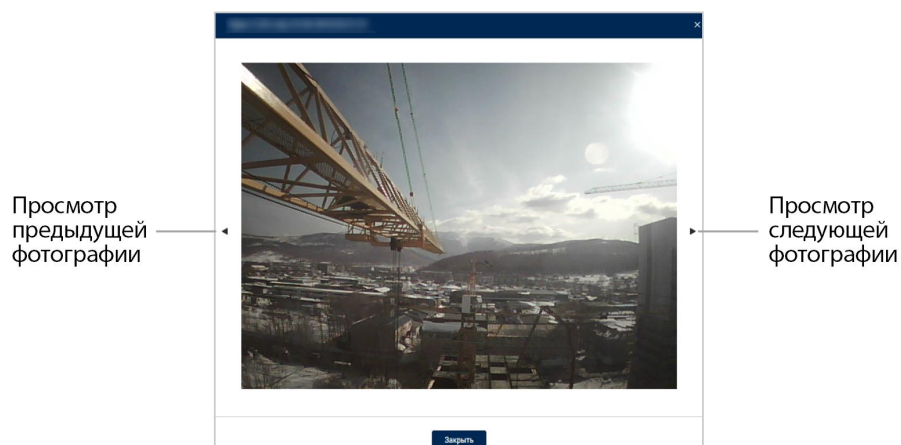 Просмотр
предыдущей
фотографии
Просмотр
следующей
фотографии
Закрыть